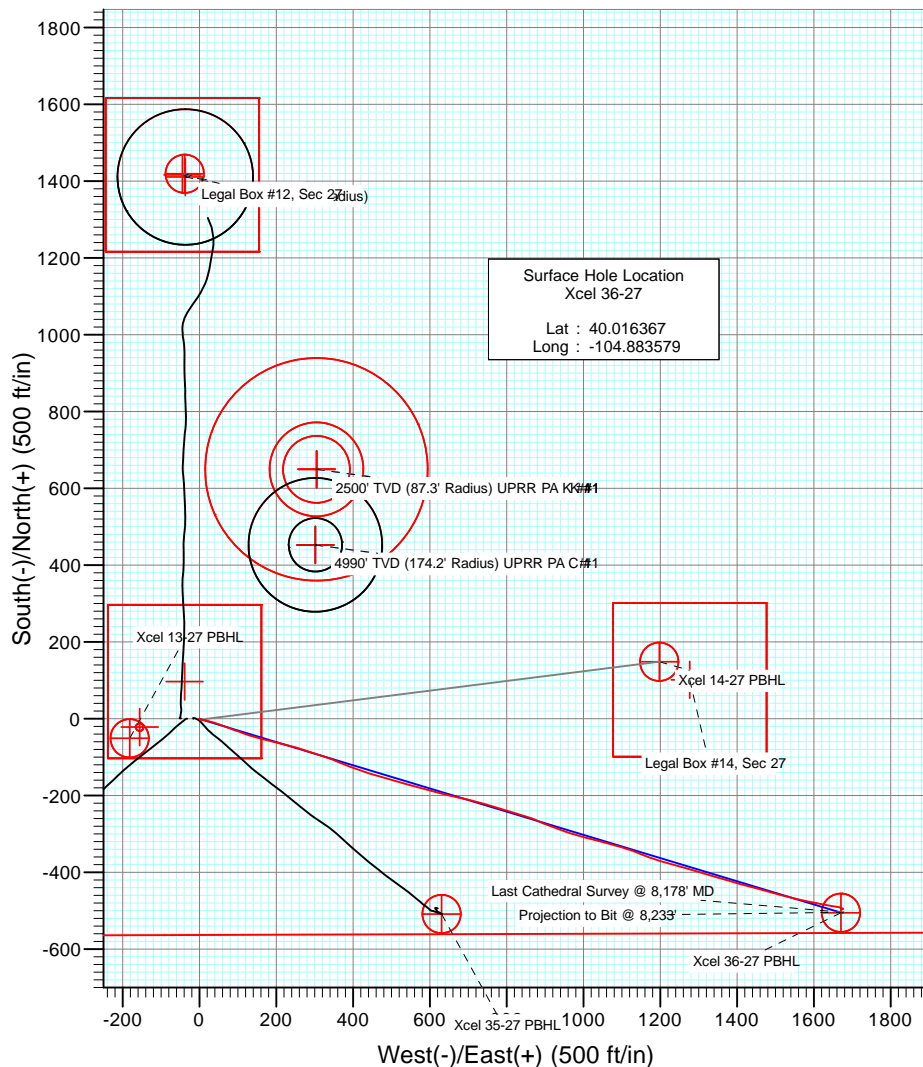 1800
1600
1400
1200
1000
800
600
400
200
0
-200
-400
-600
South(-)/North(+) (500 ft/in)
Legal Box #12, Sec 27
adius)
Surface Hole Location
Xcel 36-27
Lat : 40.016367
Long : -104.883579
2500' TVD (87.3' Radius) UPRR PA K #1
4990' TVD (174.2' Radius) UPRR PA C #1
Xcel 13-27 PBHL
Xcel 14-27 PBHL
Legal Box #14, Sec 27
Last Cathedral Survey @ 8,178' MD
Projection to Bit @ 8,233'
Xcel 36-27 PBHL
Xcel 35-27 PBHL
-200 0 200 400 600 800 1000 1200 1400 1600 1800
West(-)/East(+) (500 ft/in)